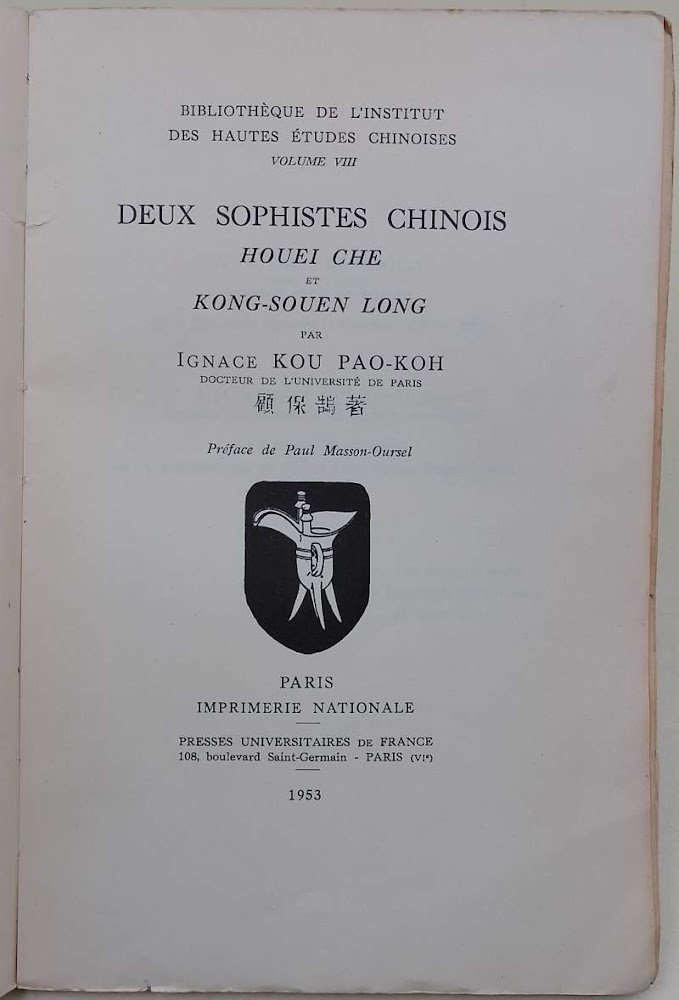 BIBLIOTHÈQUE DE L'INSTITUT
DES HAUTES ÉTUDES CHINOISES
VOLUME VIII
DEUX SOPHISTES CHINOIS
HOUEI CHE
ET
KONG-SOUEN LONG
PAR
IGNACE KOU PAO-KOH
DOCTEUR DE L'UNIVERSITÉ DE PARIS
顧保鵠著
Préface de Paul Masson-Oursel
PARIS
IMPRIMERIE NATIONALE
PRESSES UNIVERSITAIRES DE FRANCE
108, boulevard Saint-Germain - PARIS (VIe)
1953